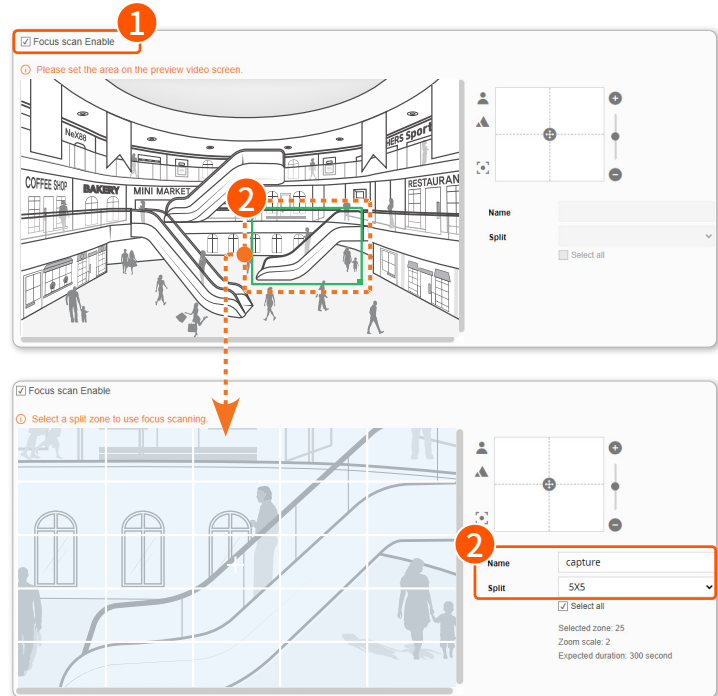 1
Focus scan Enable
Please set the area on the preview video screen.
NeX86
HERS Sport
COFFEE SHOP
BAKERY
MINI MARKET
RESTAURAN
2
Name
Split
Select all
Focus scan Enable
Select a split zone to use focus scanning.
2
Name capture
Split 5X5
Select all
Selected zone: 25
Zoom scale: 2
Expected duration: 300 second